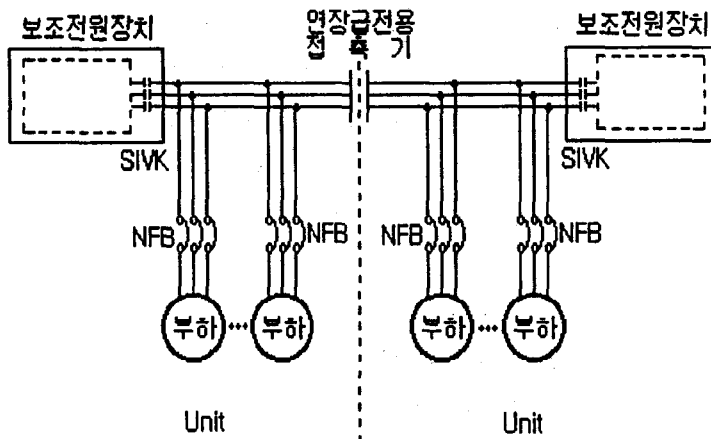 보조전원장치
연장급전용
접 촉 기
보조전원장치
SIVK
SIVK
NFB
NFB
NFB
NFB
부하
부하
부하
부하
Unit
Unit